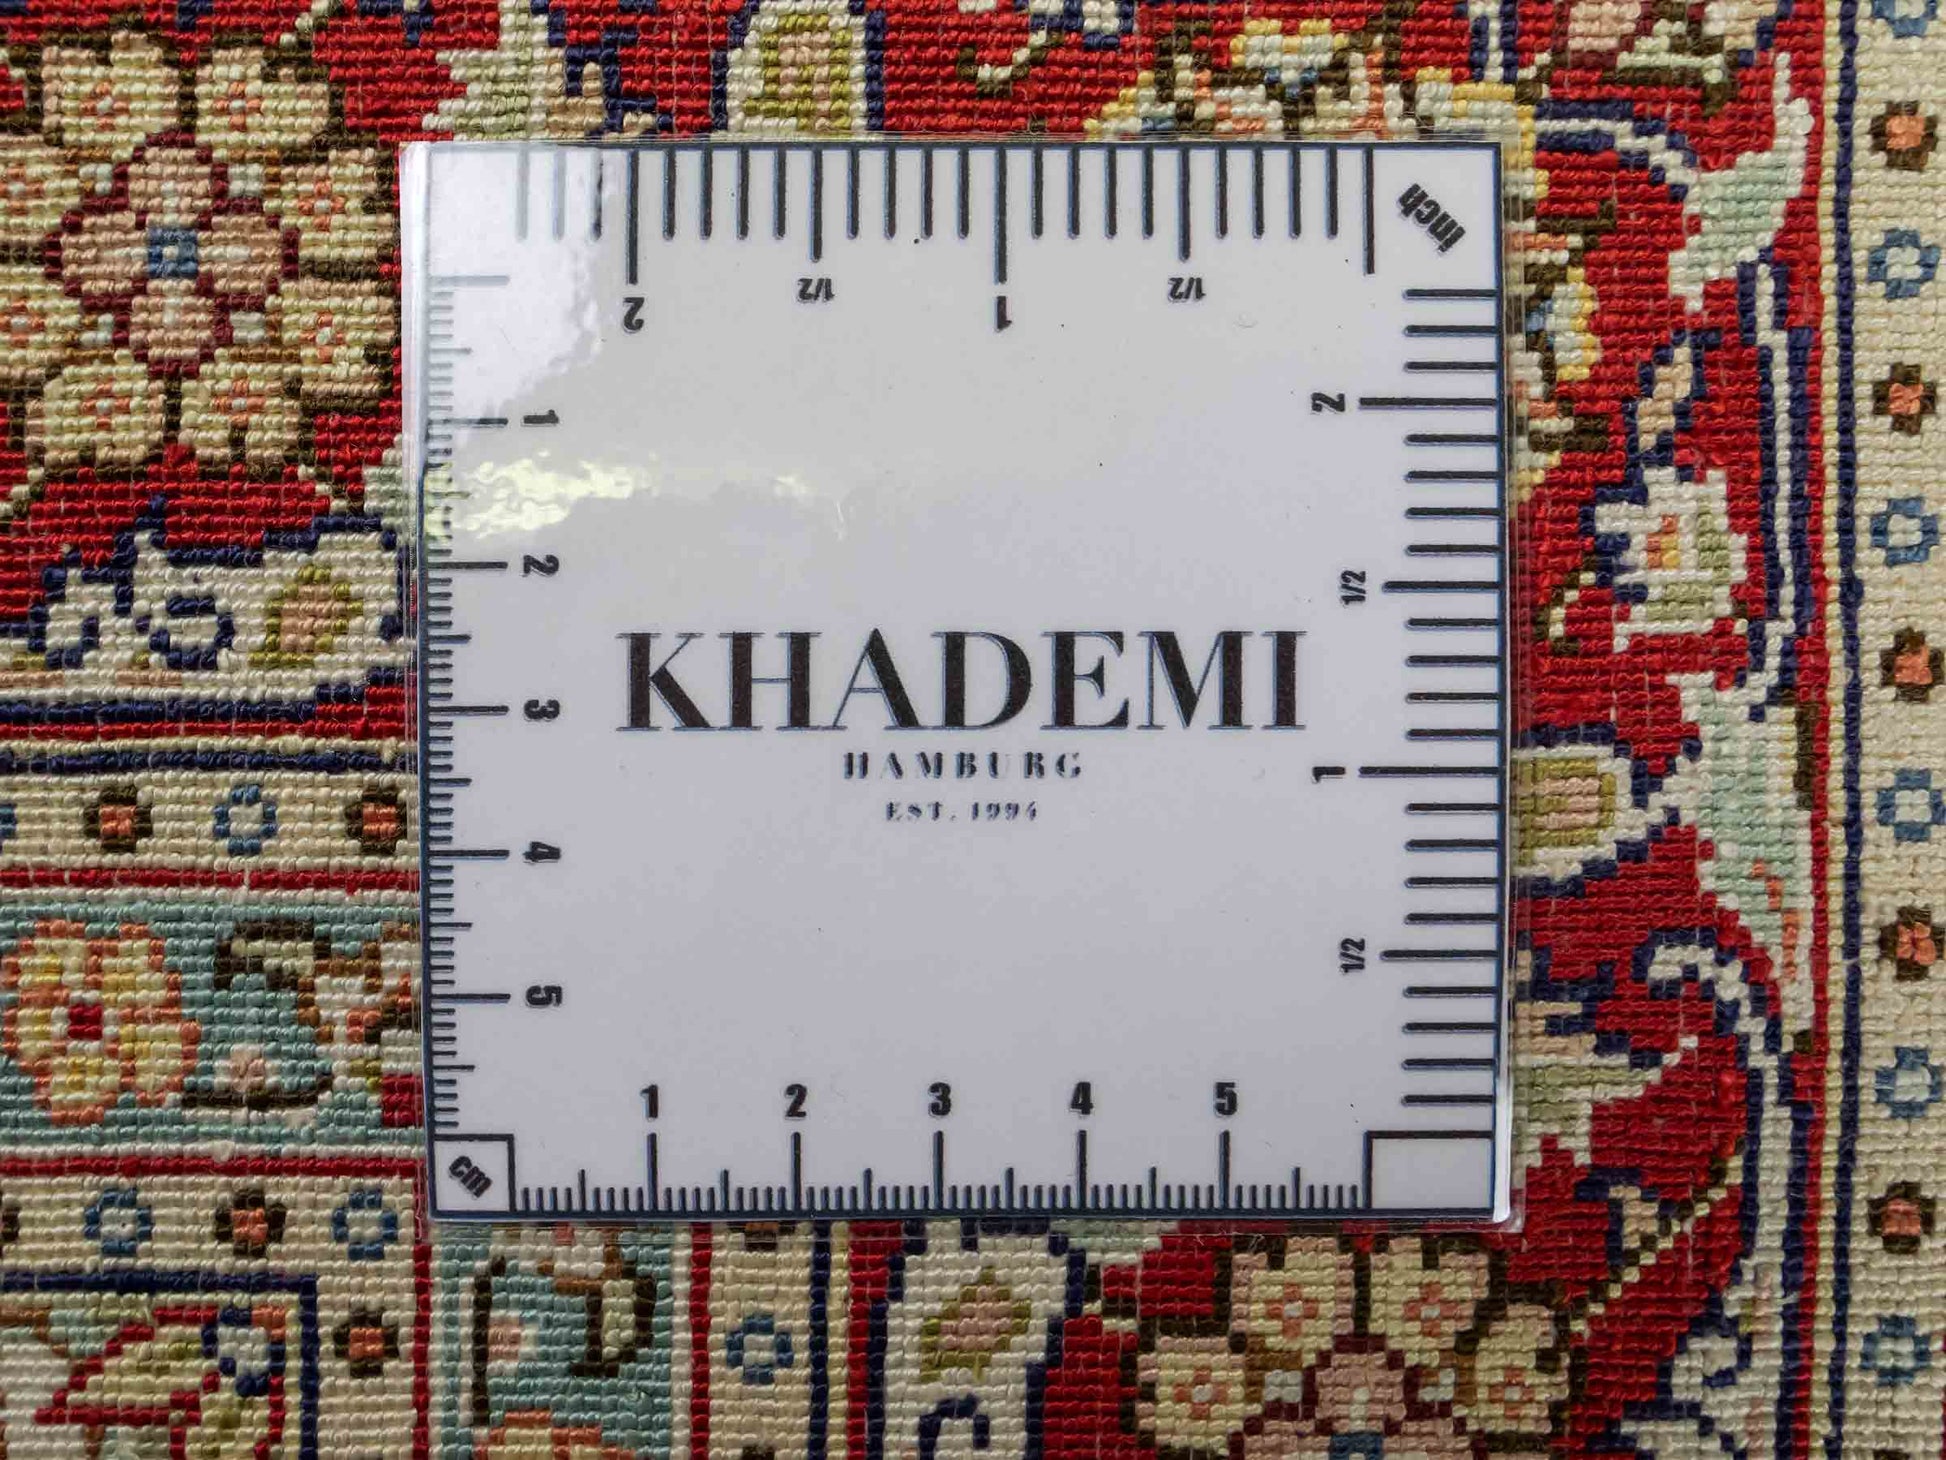 inch
2 1/2 1 1/2
2
1/2
1
1/2
1
2
3
4
5
KHADEMI
HAMBURG
EST. 1994
1 2 3 4 5
cm